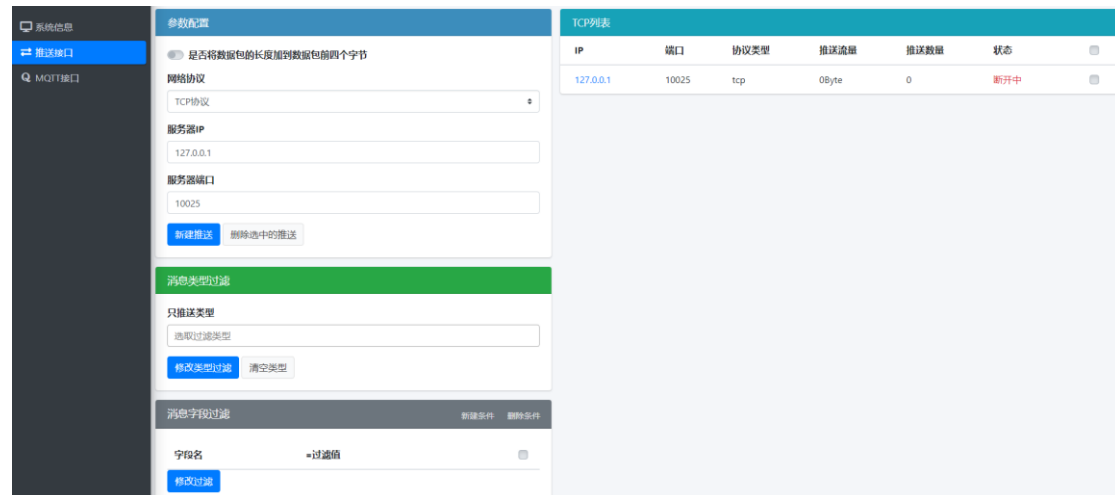 系统信息
推送接口
MQTT接口
参数配置
是否将数据包的长度加到数据包前四个字节
网络协议
TCP协议
服务器IP
127.0.0.1
服务器端口
10025
新建推送 删除选中的推送
消息类型过滤
只推送类型
选取过滤类型
修改类型过滤 清空类型
消息字段过滤 新建条件 删除条件
字段名 =过滤值
修改过滤
TCP列表
IP 端口 协议类型 推送流量 推送数量 状态
127.0.0.1 10025 tcp 0Byte 0 断开中